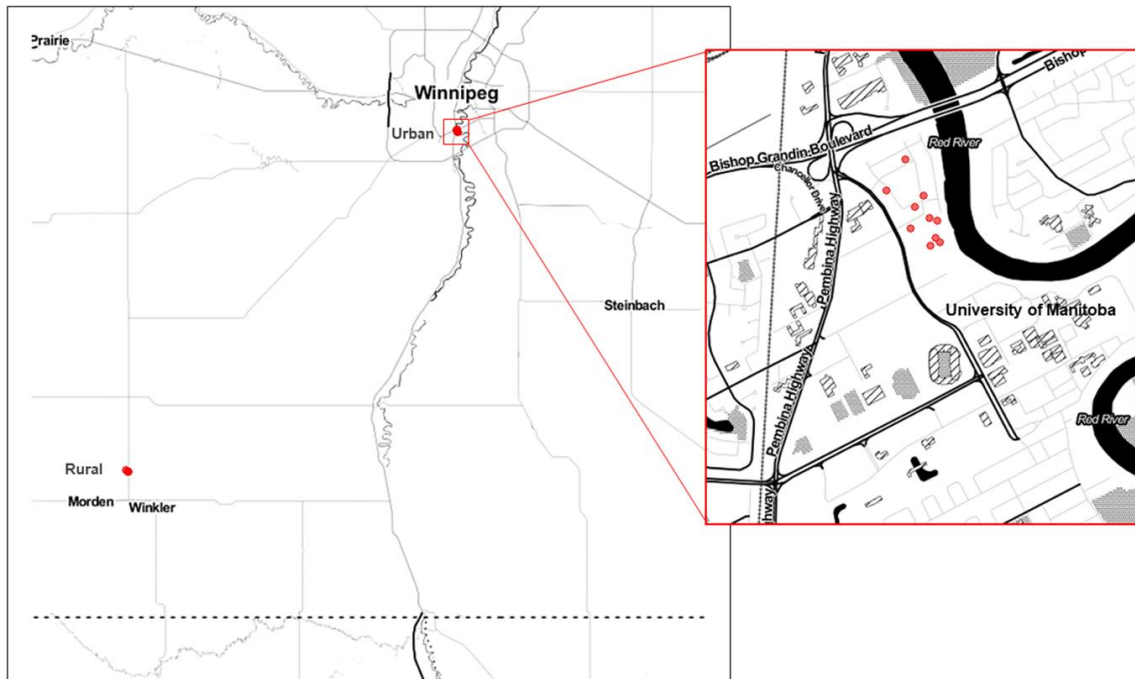 Prairie
Winnipeg
Urban
Steinbach
Rural
Morden
Winkler
Bishop Grandin Boulevard
Bishop
Red River
Chancellor Drive
Pembina Highway
University of Manitoba
Pembina Highway
Red River
ghway